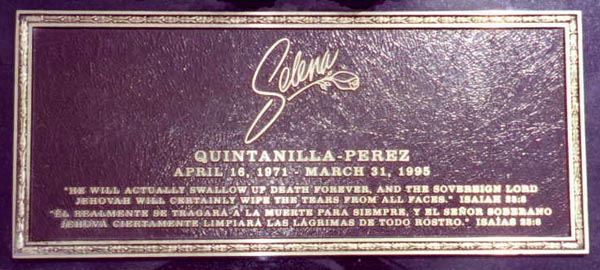 Selena
QUINTANILLA-PEREZ
APRIL 16, 1971 - MARCH 31, 1995
"HE WILL ACTUALLY SWALLOW UP DEATH FOREVER, AND THE SOVEREIGN LORD
JEHOVAH WILL CERTAINLY WIPE THE TEARS FROM ALL FACES." ISAIAH 25:8
"ÉL REALMENTE SE TRAGARÁ A LA MUERTE PARA SIEMPRE, Y EL SEÑOR SOBERANO
JEHOVÁ CIERTAMENTE LIMPIARÁ LAS LÁGRIMAS DE TODO ROSTRO." ISAÍAS 25:8